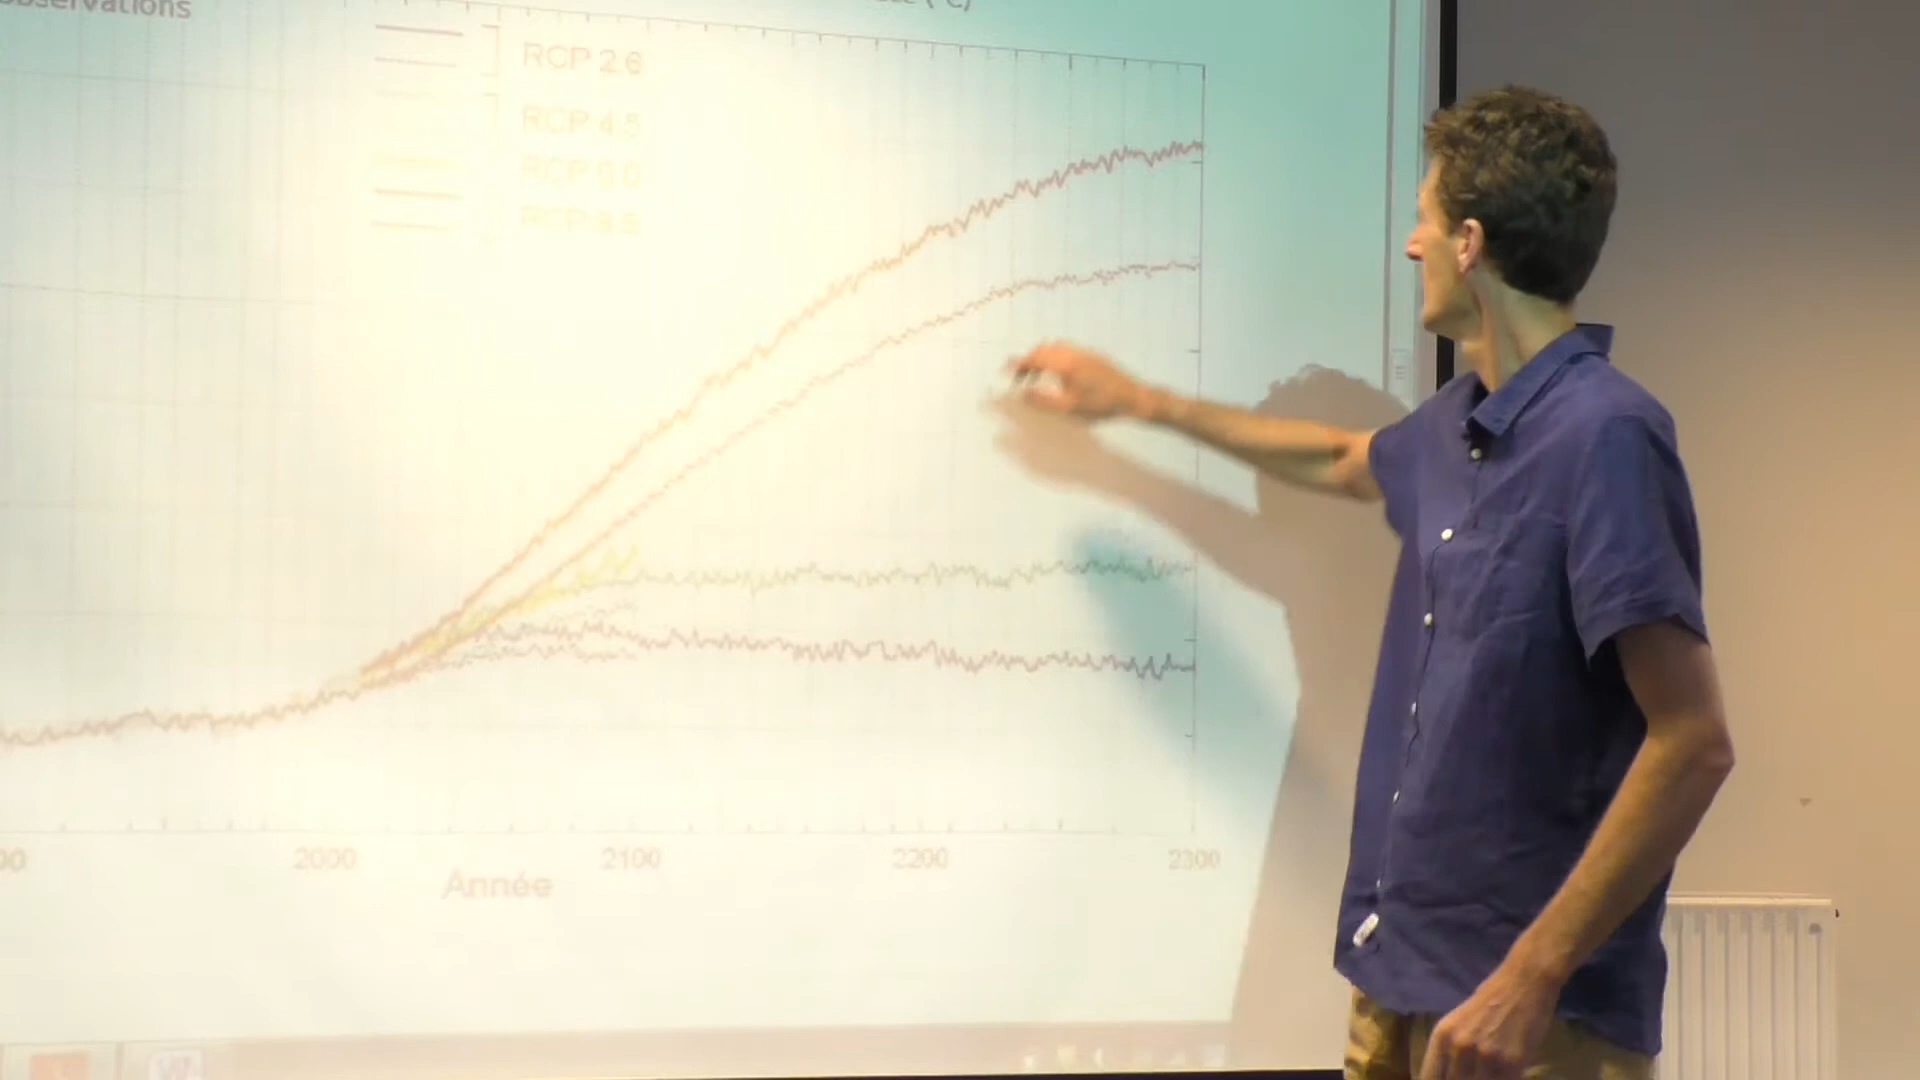 observations
RCP 2.6
RCP 4.5
RCP 6.0
RCP 8.5
2000
2100
2200
2300
Année